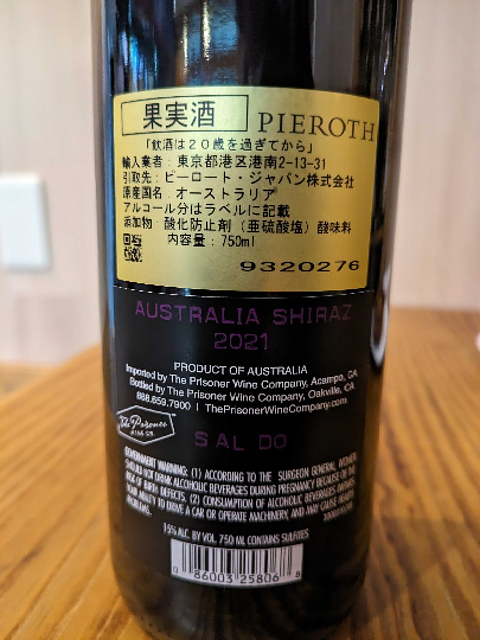 果実酒 PIEROTH
「飲酒は２０歳を過ぎてから」
輸入業者：東京都港区港南2-13-31
引取先：ピーロート・ジャパン株式会社
原産国名：オーストラリア
アルコール分はラベルに記載
添加物：酸化防止剤（亜硫酸塩）酸味料
内容量：750ml
9320276
AUSTRALIA SHIRAZ
2021
PRODUCT OF AUSTRALIA
Imported by The Prisoner Wine Company, Acampo, CA
Bottled by The Prisoner Wine Company, Oakville, CA
888.659.7900 | ThePrisonerWineCompany.com
The Prisoner
WINE CO.
SALDO
GOVERNMENT WARNING: (1) ACCORDING TO THE SURGEON GENERAL, WOMEN
SHOULD NOT DRINK ALCOHOLIC BEVERAGES DURING PREGNANCY BECAUSE OF THE
RISK OF BIRTH DEFECTS. (2) CONSUMPTION OF ALCOHOLIC BEVERAGES IMPAIRS
YOUR ABILITY TO DRIVE A CAR OR OPERATE MACHINERY, AND MAY CAUSE HEALTH
PROBLEMS.
15% ALC. BY VOL. 750 ML CONTAINS SULFITES
0 86003 25806 8